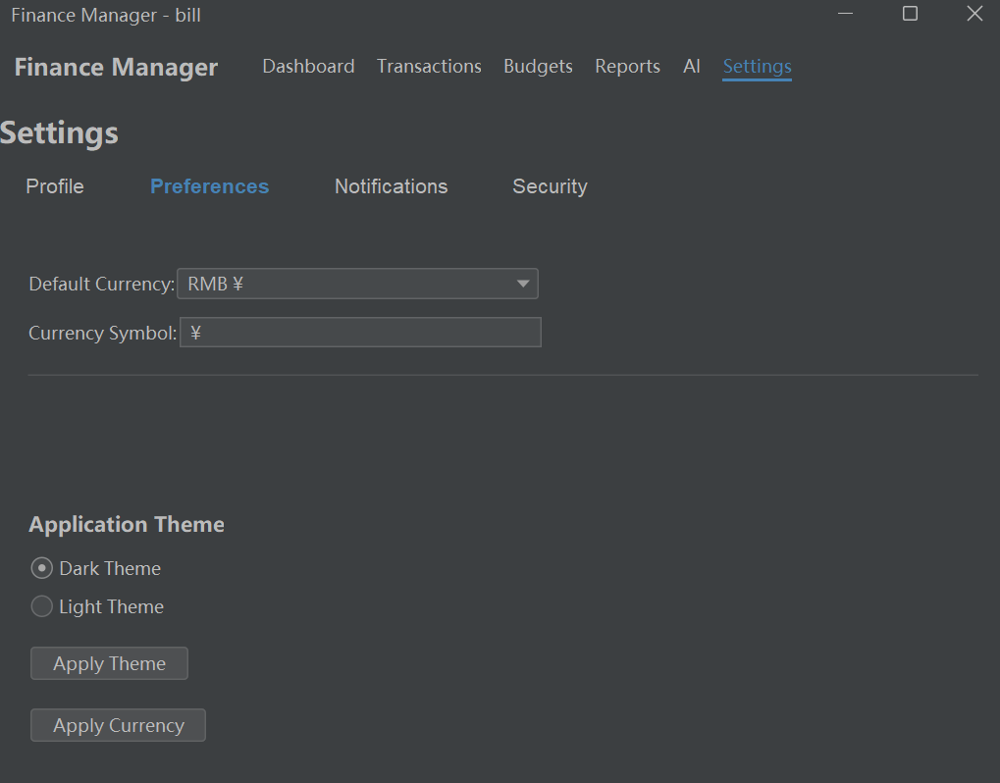 Finance Manager - bill
Finance Manager Dashboard Transactions Budgets Reports AI Settings
Settings
Profile Preferences Notifications Security
Default Currency: RMB ¥
Currency Symbol: ¥
Application Theme
Dark Theme
Light Theme
Apply Theme
Apply Currency